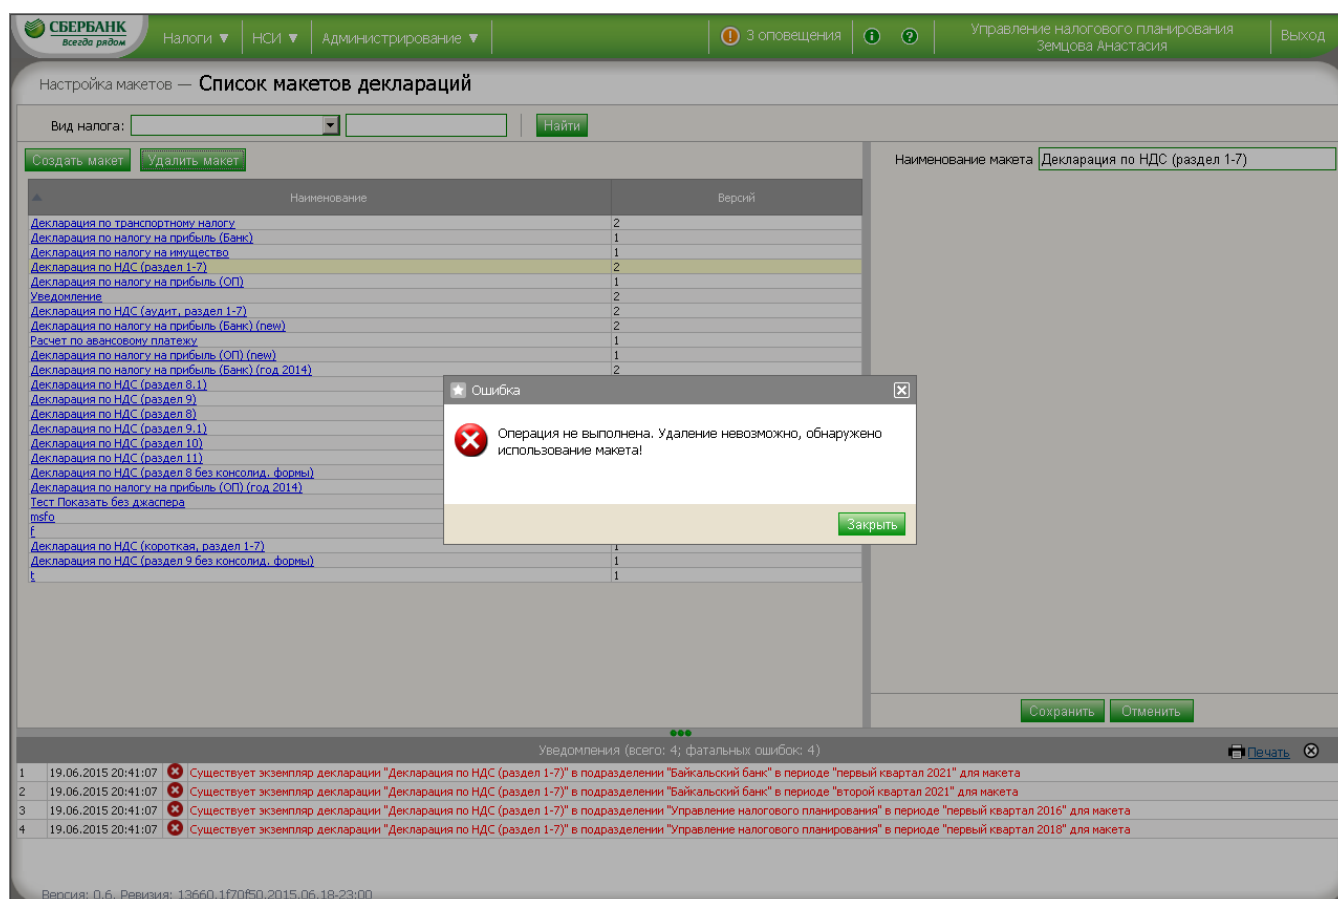 СБЕРБАНК
Всегда рядом
Налоги ▼
НСИ ▼
Администрирование ▼
3 оповещения
Управление налогового планирования
Земцова Анастасия
Выход
Настройка макетов — Список макетов деклараций
Вид налога:
Найти
Создать макет
Удалить макет
Наименование макета
Декларация по НДС (раздел 1-7)
Наименование
Версий
Декларация по транспортному налогу 2
Декларация по налогу на прибыль (Банк) 1
Декларация по налогу на имущество 1
Декларация по НДС (раздел 1-7) 2
Декларация по налогу на прибыль (ОП) 1
Уведомление 2
Декларация по НДС (аудит, раздел 1-7) 2
Декларация по налогу на прибыль (Банк) (new) 2
Расчет по авансовому платежу 1
Декларация по налогу на прибыль (ОП) (new) 1
Декларация по налогу на прибыль (Банк) (год 2014) 2
Декларация по НДС (раздел 8.1)
Декларация по НДС (раздел 9)
Декларация по НДС (раздел 8)
Декларация по НДС (раздел 9.1)
Декларация по НДС (раздел 10)
Декларация по НДС (раздел 11)
Декларация по НДС (раздел 8 без консолид. формы)
Декларация по налогу на прибыль (ОП) (год 2014)
Тест Показать без джаспера
msfo
f
Декларация по НДС (короткая, раздел 1-7) 1
Декларация по НДС (раздел 9 без консолид. формы) 1
t 1
Ошибка
Операция не выполнена. Удаление невозможно, обнаружено
использование макета!
Закрыть
Сохранить
Отменить
Уведомления (всего: 4; фатальных ошибок: 4)
Печать
1 19.06.2015 20:41:07 Существует экземпляр декларации "Декларация по НДС (раздел 1-7)" в подразделении "Байкальский банк" в периоде "первый квартал 2021" для макета
2 19.06.2015 20:41:07 Существует экземпляр декларации "Декларация по НДС (раздел 1-7)" в подразделении "Байкальский банк" в периоде "второй квартал 2021" для макета
3 19.06.2015 20:41:07 Существует экземпляр декларации "Декларация по НДС (раздел 1-7)" в подразделении "Управление налогового планирования" в периоде "первый квартал 2016" для макета
4 19.06.2015 20:41:07 Существует экземпляр декларации "Декларация по НДС (раздел 1-7)" в подразделении "Управление налогового планирования" в периоде "первый квартал 2018" для макета
Версия: 0.6, Ревизия: 13660.1f70f50.2015.06.18-23:00